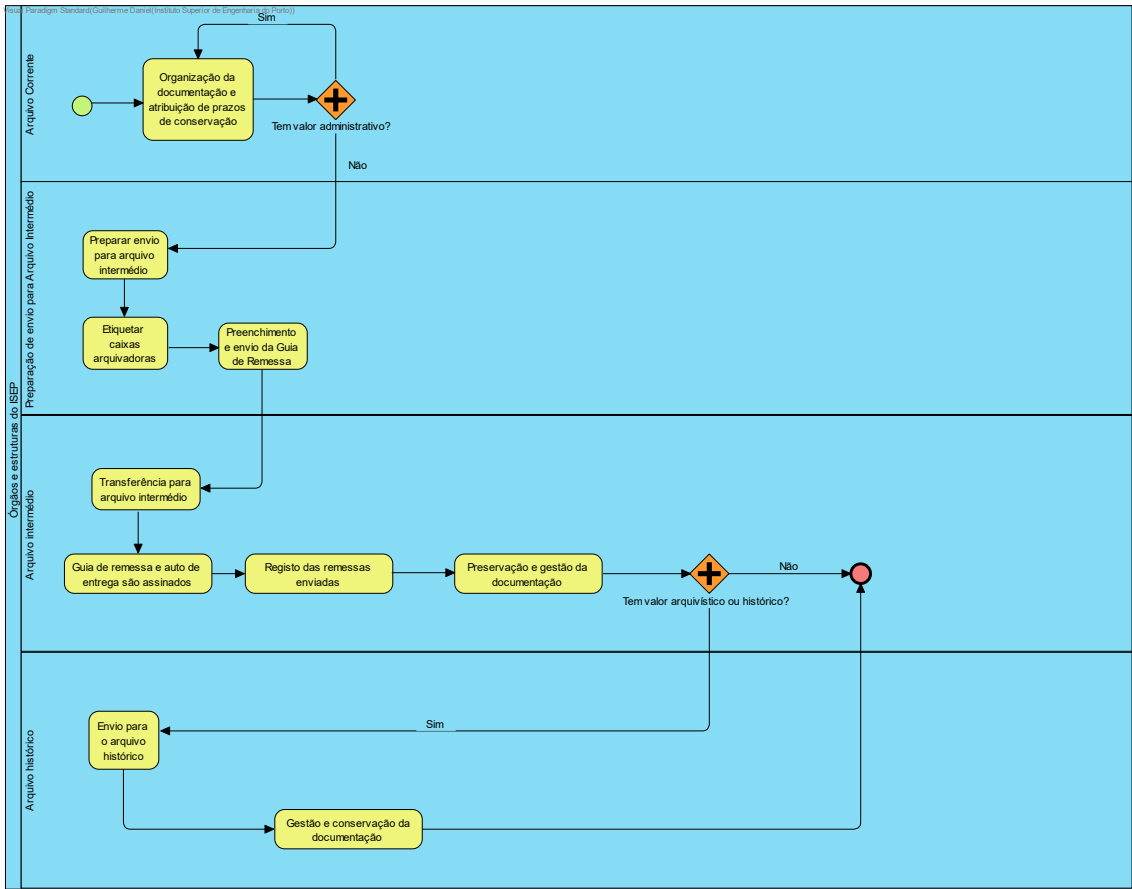 Visual Paradigm Standard(Guilherme Daniel(Instituto Superior de Engenharia do Porto))
Órgãos e estruturas do ISEP
Arquivo Corrente
Sim
Organização da
documentação e
atribuição de prazos
de conservação
Tem valor administrativo?
Não
Preparação de envio para Arquivo Intermédio
Preparar envio
para arquivo
intermédio
Etiquetar
caixas
arquivadoras
Preenchimento
e envio da Guia
de Remessa
Arquivo intermédio
Transferência para
arquivo intermédio
Guia de remessa e auto de
entrega são assinados
Registo das remessas
enviadas
Preservação e gestão da
documentação
Tem valor arquivístico ou histórico?
Não
Arquivo histórico
Sim
Envio para
o arquivo
histórico
Gestão e conservação da
documentação